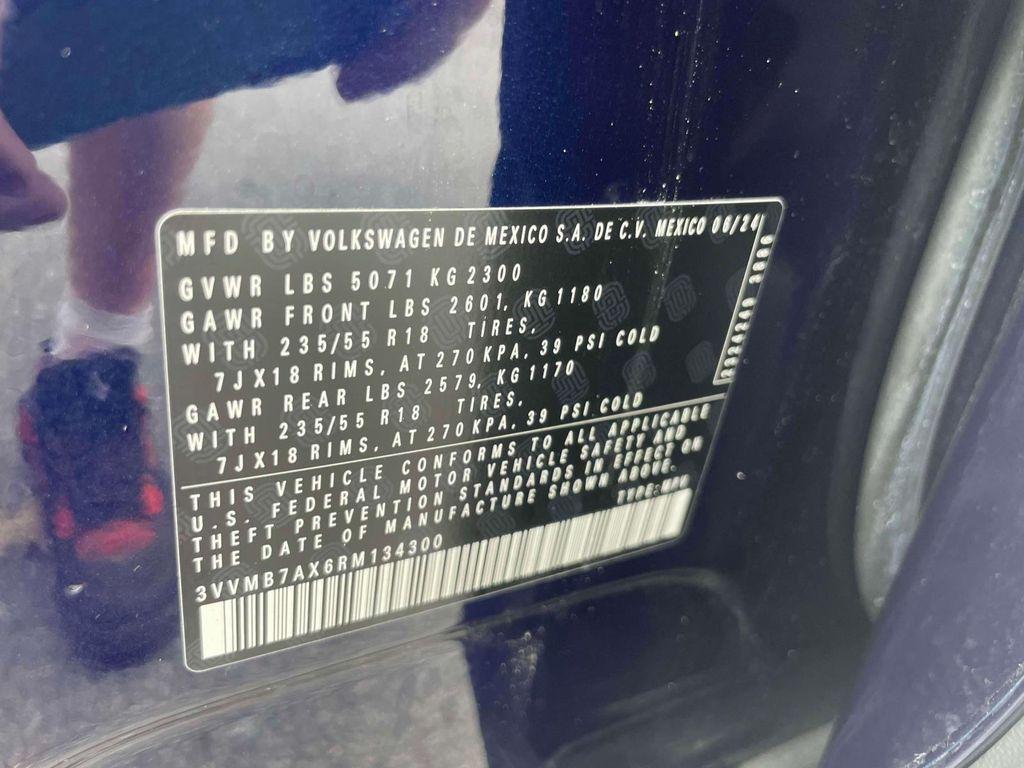 MFD BY VOLKSWAGEN DE MEXICO S.A. DE C.V. MEXICO 06/24
GVWR LBS 5071 KG 2300
GAWR FRONT LBS 2601, KG 1180
WITH 235/55 R18 TIRES,
7JX18 RIMS, AT 270 KPA, 39 PSI COLD
GAWR REAR LBS 2579, KG 1170
WITH 235/55 R18 TIRES,
7JX18 RIMS, AT 270 KPA, 39 PSI COLD
THIS VEHICLE CONFORMS TO ALL APPLICABLE
U.S. FEDERAL MOTOR VEHICLE SAFETY AND
THEFT PREVENTION STANDARDS IN EFFECT ON
THE DATE OF MANUFACTURE SHOWN ABOVE.
TYPE: MPV
3VVMB7AX6RM134300